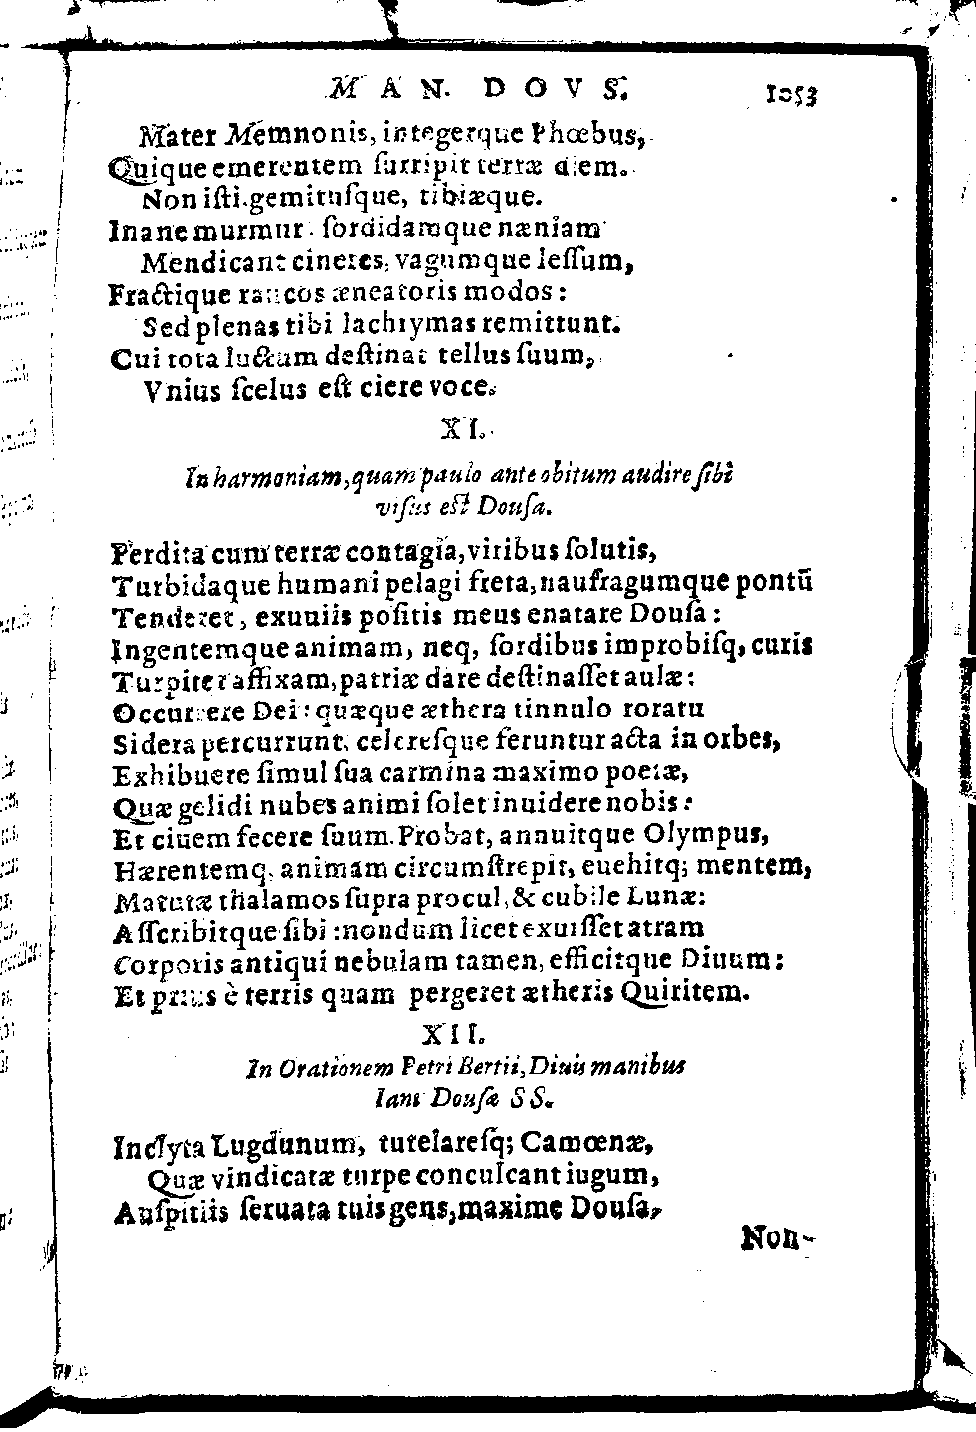 MAN. DOVS. 1053
Mater Memnonis, integerque Phœbus,
Quique emerentem ſurripit terræ diem.
Non iſti gemituſque, tibiæque.
Inane murmur ſordidamque næniam
Mendicant cineres, vagumque leſſum,
Fractique raucos æneatoris modos:
Sed plenas tibi lachrymas remittunt.
Cui tota luctum deſtinat tellus ſuum,
Vnius ſcelus eſt ciere voce.
XI.
In harmoniam, quam paulo ante obitum audire ſibi
viſus eſt Douſa.
Perdita cum terræ contagia, viribus ſolutis,
Turbidaque humani pelagi freta, naufragumque pontū
Tenderet, exuuiis poſitis meus enatare Douſa:
Ingentemque animam, neq, ſordibus improbiſq, curis
Turpiter affixam, patriæ dare deſtinaſſet aulæ:
Occurrere Dei: quæque æthera tinnulo roratu
Sidera percurrunt, celereſque feruntur acta in orbes,
Exhibuere ſimul ſua carmina maximo poetæ,
Quæ gelidi nubes animi ſolet inuidere nobis:
Et ciuem fecere ſuum. Probat, annuitque Olympus,
Hærentemq, animam circumſtrepit, euehitq; mentem,
Matutæ thalamos ſupra procul, & cubile Lunæ:
Aſſcribitque ſibi: nondum licet exuiſſet atram
Corporis antiqui nebulam tamen, efficitque Diuum:
Et prius è terris quam pergeret ætheris Quiritem.
XII.
In Orationem Petri Bertii, Diuis manibus
Iani Douſæ SS.
Inclyta Lugdunum, tutelareſq; Camœnæ,
Quæ vindicatæ turpe conculcant iugum,
Auſpitiis ſeruata tuis gens, maxime Douſa,
Non-